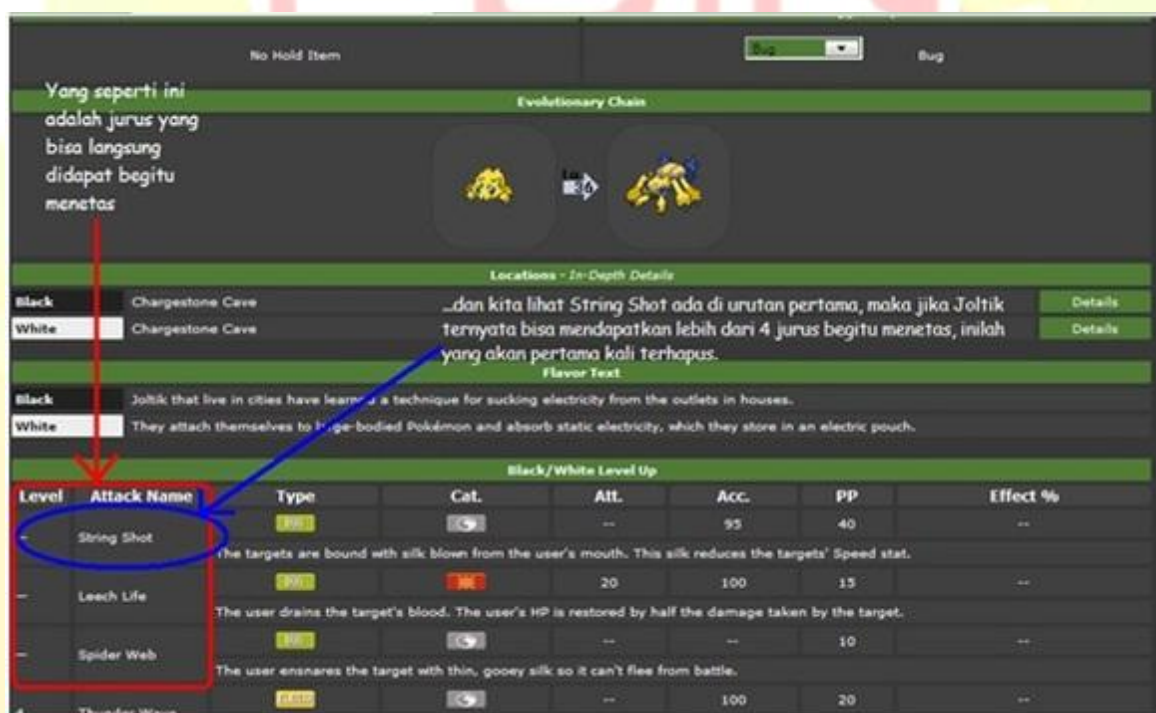 No Hold Item
Bug
Bug
Yang seperti ini
adalah jurus yang
bisa langsung
didapat begitu
menetas
Evolutionary Chain
36
Locations - In-Depth Details
Black Chargestone Cave Details
White Chargestone Cave Details
...dan kita lihat String Shot ada di urutan pertama, maka jika Joltik
ternyata bisa mendapatkan lebih dari 4 jurus begitu menetas, inilah
yang akan pertama kali terhapus.
Flavor Text
Black Joltik that live in cities have learned a technique for sucking electricity from the outlets in houses.
White They attach themselves to huge-bodied Pokémon and absorb static electricity, which they store in an electric pouch.
Black/White Level Up
Level Attack Name Type Cat. Att. Acc. PP Effect %
– String Shot BUG -- 95 40 --
The targets are bound with silk blown from the user's mouth. This silk reduces the targets' Speed stat.
– Leech Life BUG 20 100 15 --
The user drains the target's blood. The user's HP is restored by half the damage taken by the target.
– Spider Web BUG -- -- 10 --
The user ensnares the target with thin, gooey silk so it can't flee from battle.
Thunder Wave -- 100 20 --